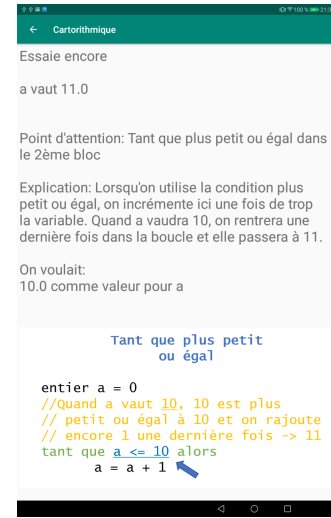 Cartorithmique
Essaie encore
a vaut 11.0
Point d'attention: Tant que plus petit ou égal dans
le 2ème bloc
Explication: Lorsqu'on utilise la condition plus
petit ou égal, on incrémente ici une fois de trop
la variable. Quand a vaudra 10, on rentrera une
dernière fois dans la boucle et elle passera à 11.
On voulait:
10.0 comme valeur pour a
Tant que plus petit
ou égal
entier a = 0
//Quand a vaut 10, 10 est plus
// petit ou égal à 10 et on rajoute
// encore 1 une dernière fois -> 11
tant que a <= 10 alors
a = a + 1